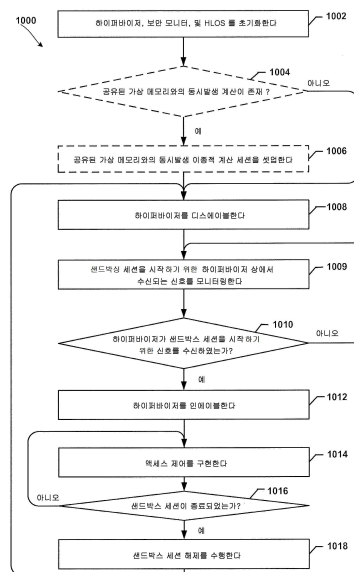 1000
하이퍼바이저, 보안 모니터, 및 HLOS 를 초기화한다
1002
공유된 가상 메모리와의 동시발생 계산이 존재 ?
1004
아니오
예
공유된 가상 메모리와의 동시발생 이종적 계산 세션을 셋업한다
1006
하이퍼바이저를 디스에이블한다
1008
샌드박싱 세션을 시작하기 위한 하이퍼바이저 상에서
수신되는 신호를 모니터링한다
1009
하이퍼바이저가 샌드박스 세션을 시작하기
위한 신호를 수신하였는가?
1010
아니오
예
하이퍼바이저를 인에이블한다
1012
액세스 제어를 구현한다
1014
아니오
샌드박스 세션이 종료되었는가?
1016
예
샌드박스 세션 해제를 수행한다
1018